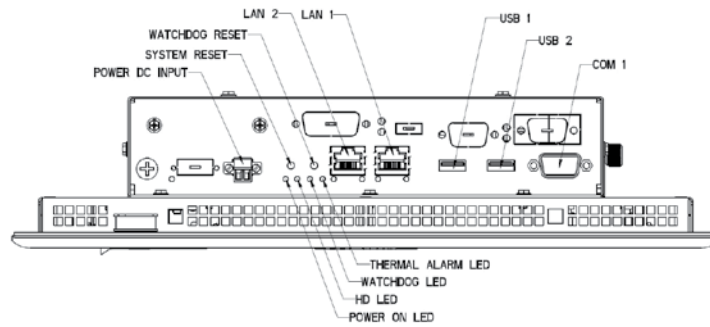 LAN 2
LAN 1
USB 1
WATCHDOG RESET
USB 2
SYSTEM RESET
COM 1
POWER DC INPUT
THERMAL ALARM LED
WATCHDOG LED
HD LED
POWER ON LED